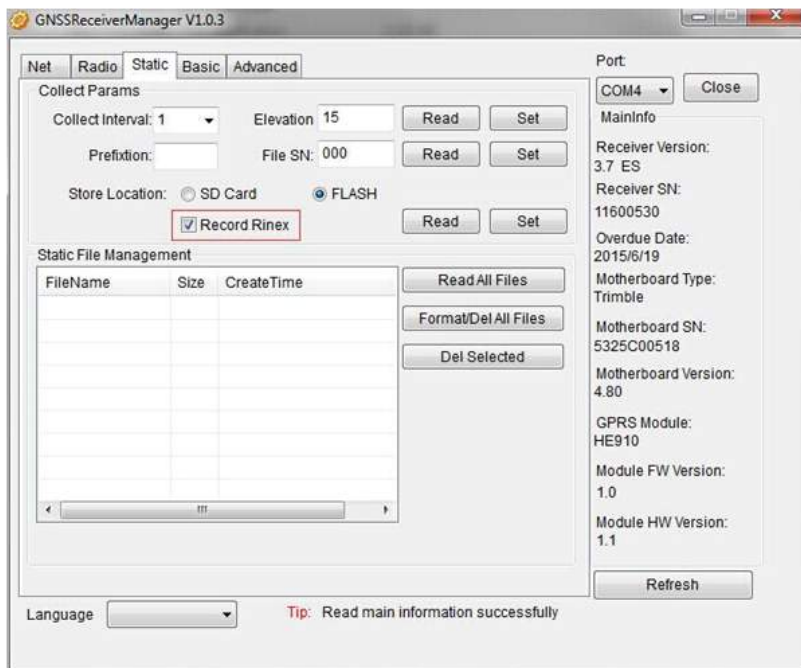 GNSSReceiverManager V1.0.3
Net Radio Static Basic Advanced
Collect Params
Collect Interval: 1 Elevation 15 Read Set
Prefixtion: File SN: 000 Read Set
Store Location: SD Card FLASH
Record Rinex Read Set
Static File Management
FileName Size CreateTime
Read All Files
Format/Del All Files
Del Selected
Port:
COM4 Close
MainInfo
Receiver Version:
3.7 ES
Receiver SN:
11600530
Overdue Date:
2015/6/19
Motherboard Type:
Trimble
Motherboard SN:
5325C00518
Motherboard Version:
4.80
GPRS Module:
HE910
Module FW Version:
1.0
Module HW Version:
1.1
Refresh
Language Tip: Read main information successfully